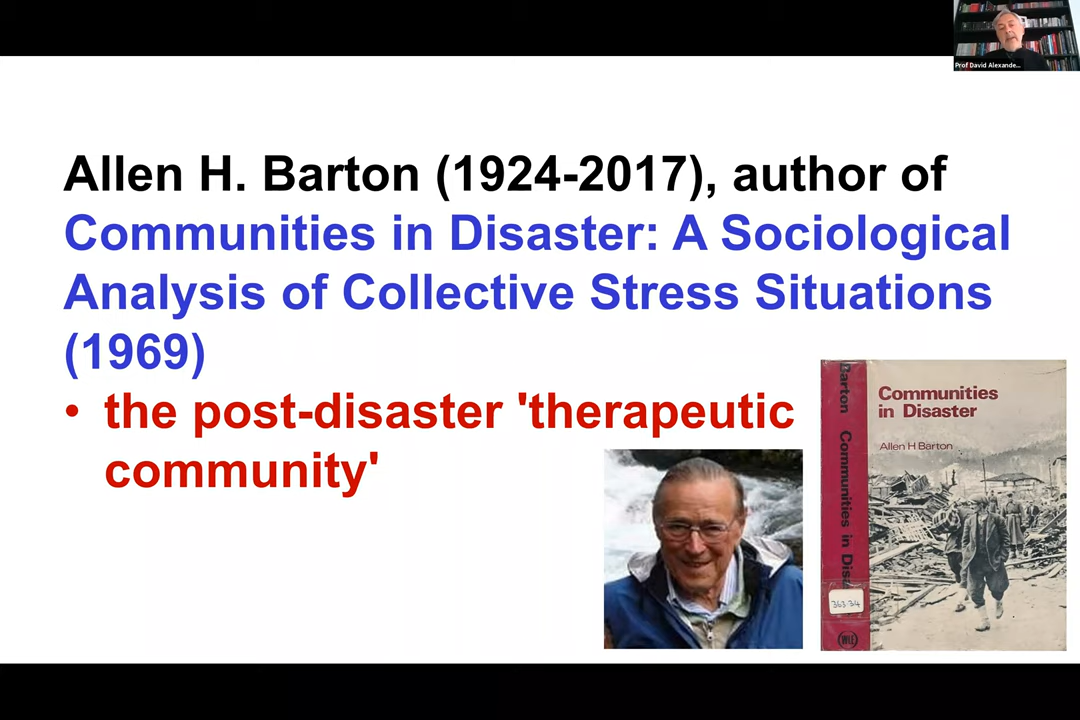 Prof David Alexande...
Allen H. Barton (1924-2017), author of
Communities in Disaster: A Sociological
Analysis of Collective Stress Situations
(1969)
• the post-disaster 'therapeutic
community'
Barton Communities in Disa
363.34
Communities
in Disaster
Allen H Barton